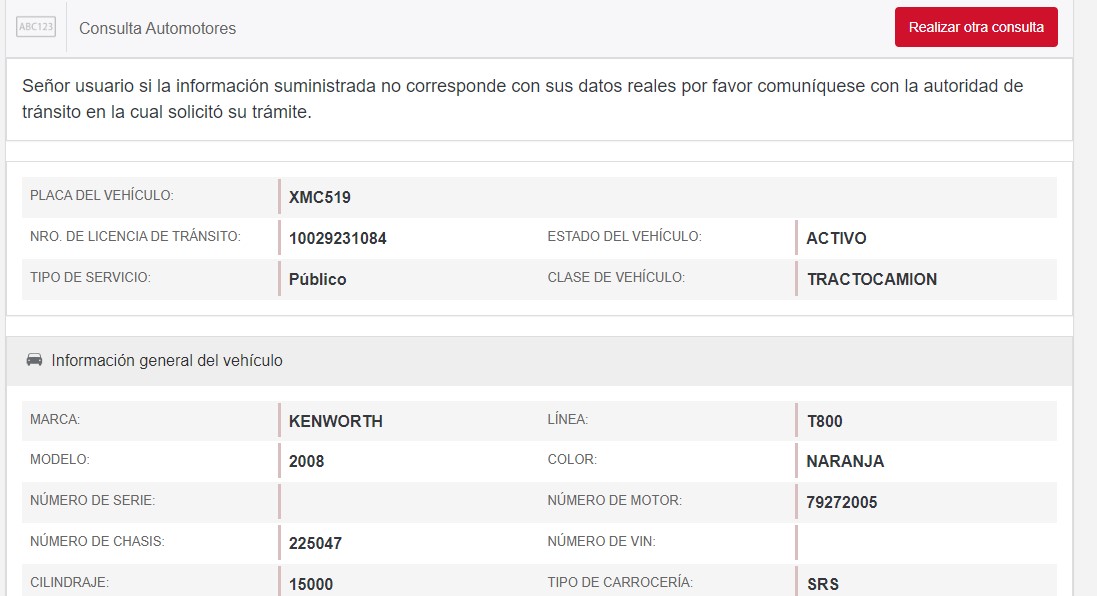 ABC123
Consulta Automotores
Realizar otra consulta
Señor usuario si la información suministrada no corresponde con sus datos reales por favor comuníquese con la autoridad de
tránsito en la cual solicitó su trámite.
PLACA DEL VEHÍCULO: XMC519
NRO. DE LICENCIA DE TRÁNSITO: 10029231084 ESTADO DEL VEHÍCULO: ACTIVO
TIPO DE SERVICIO: Público CLASE DE VEHÍCULO: TRACTOCAMION
Información general del vehículo
MARCA: KENWORTH LÍNEA: T800
MODELO: 2008 COLOR: NARANJA
NÚMERO DE SERIE: NÚMERO DE MOTOR: 79272005
NÚMERO DE CHASIS: 225047 NÚMERO DE VIN:
CILINDRAJE: 15000 TIPO DE CARROCERÍA: SRS